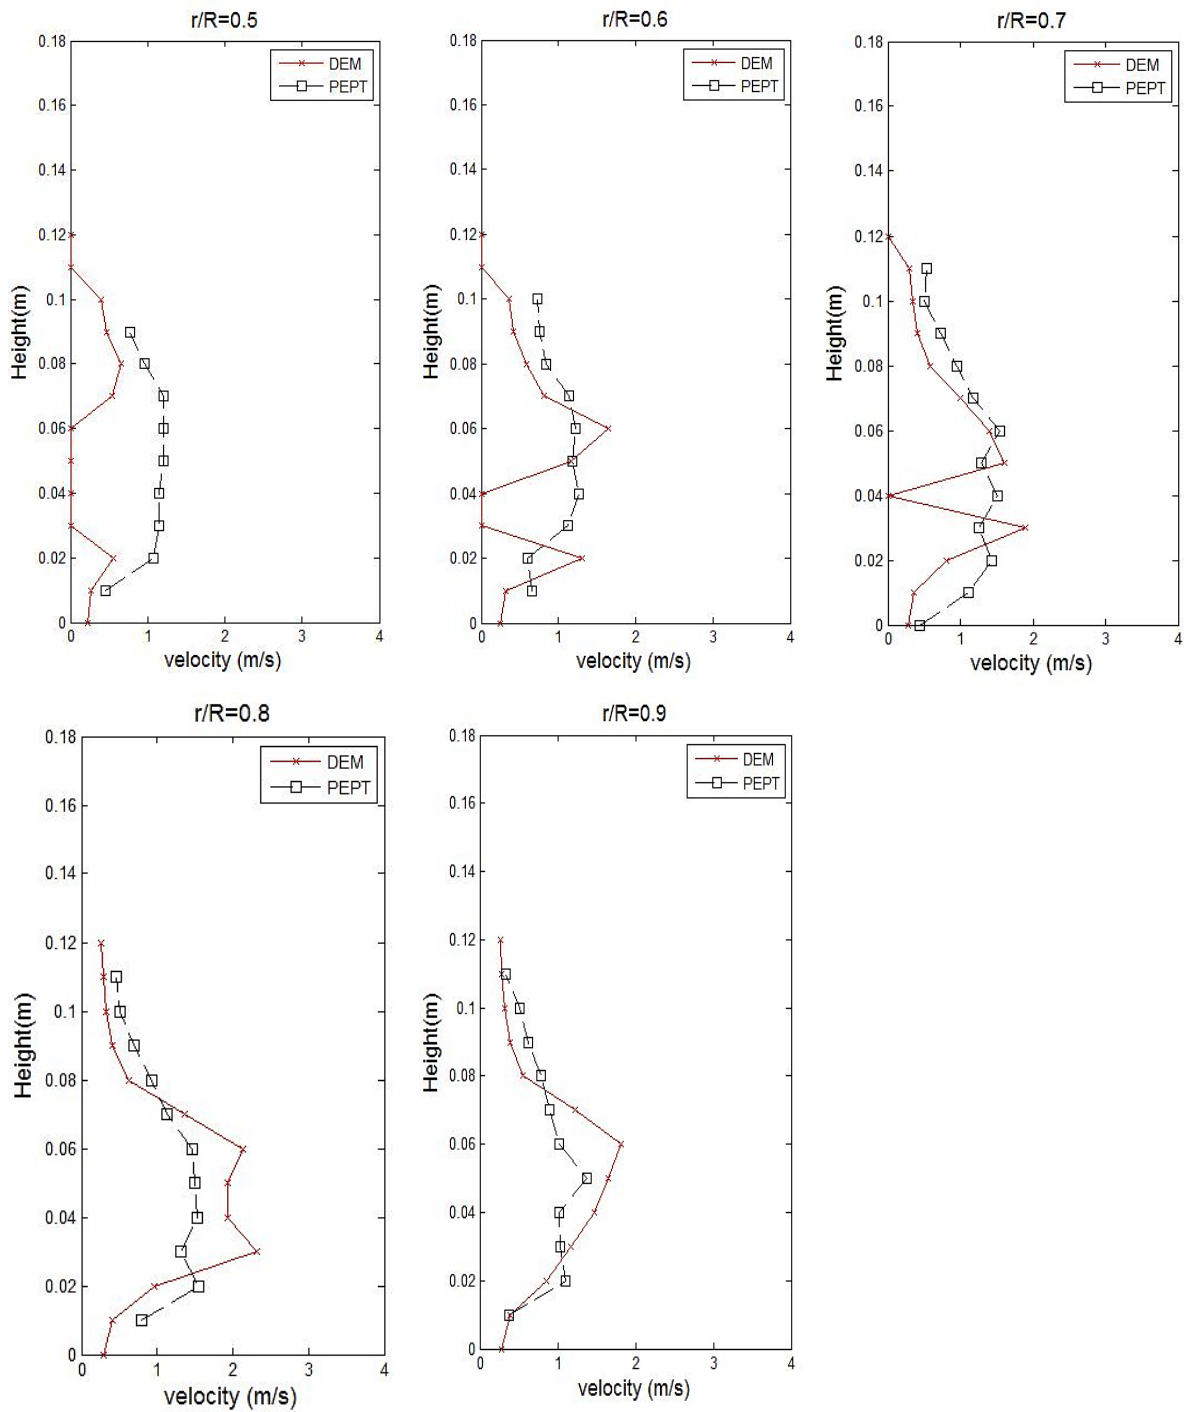 r/R=0.5
0.18
0.16
0.14
0.12
0.1
0.08
0.06
0.04
0.02
0
Height(m)
DEM
PEPT
0 1 2 3 4
velocity (m/s)
r/R=0.6
0.18
0.16
0.14
0.12
0.1
0.08
0.06
0.04
0.02
0
Height(m)
DEM
PEPT
0 1 2 3 4
velocity (m/s)
r/R=0.7
0.18
0.16
0.14
0.12
0.1
0.08
0.06
0.04
0.02
0
Height(m)
DEM
PEPT
0 1 2 3 4
velocity (m/s)
r/R=0.8
0.18
0.16
0.14
0.12
0.1
0.08
0.06
0.04
0.02
0
Height(m)
DEM
PEPT
0 1 2 3 4
velocity (m/s)
r/R=0.9
0.18
0.16
0.14
0.12
0.1
0.08
0.06
0.04
0.02
0
Height(m)
DEM
PEPT
0 1 2 3 4
velocity (m/s)